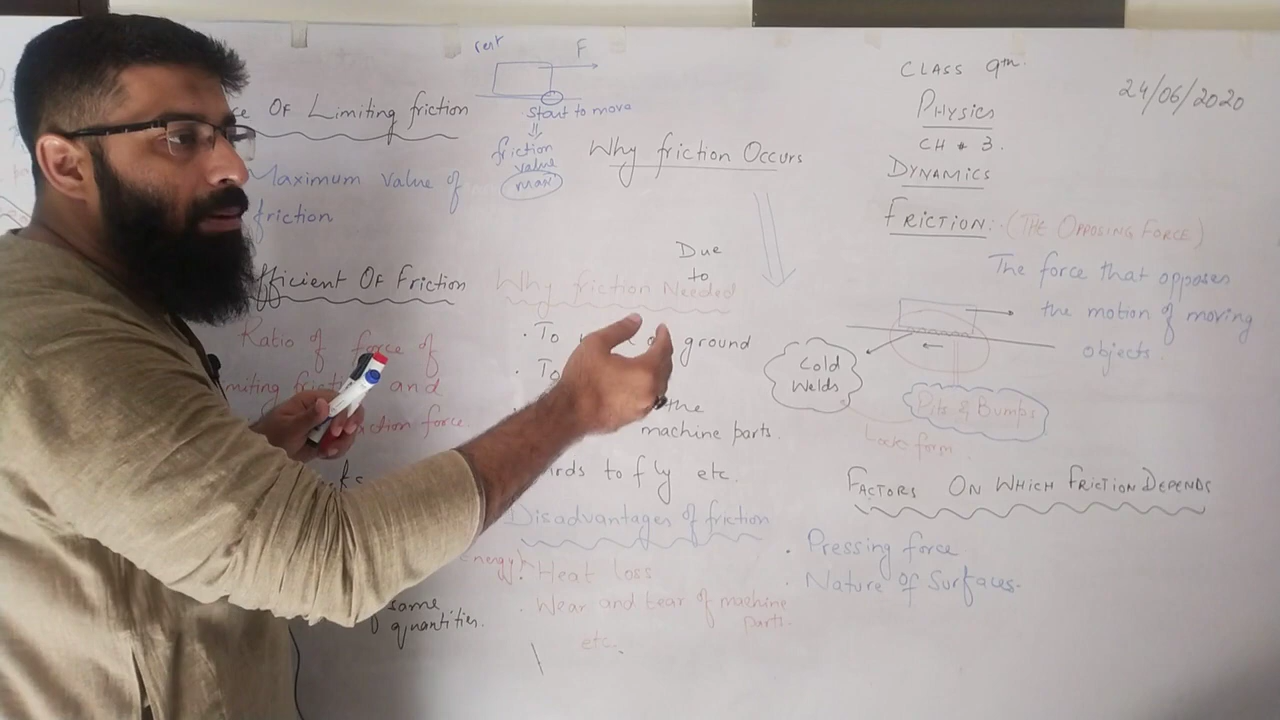 CLASS 9th.
24/06/2020
Physics
CH # 3.
DYNAMICS
FRICTION: (THE OPPOSING FORCE)
The force that opposes
the motion of moving
objects.
Cold
Welds
Pits & Bumps
form
FACTORS ON WHICH FRICTION DEPENDS
. Pressing force
. Nature of Surfaces.
rest
F
start to move
friction
value
max
Why friction Occurs
Due
to
Why friction Needed
. To
ground
. To
the
machine parts.
to fly etc.
Disadvantages of friction
. Heat loss
. Wear and tear of machine
parts.
etc.
Of Limiting friction
Maximum value of
friction
Of Friction
Ratio of force of
and
force.
Energy
same
quantities.